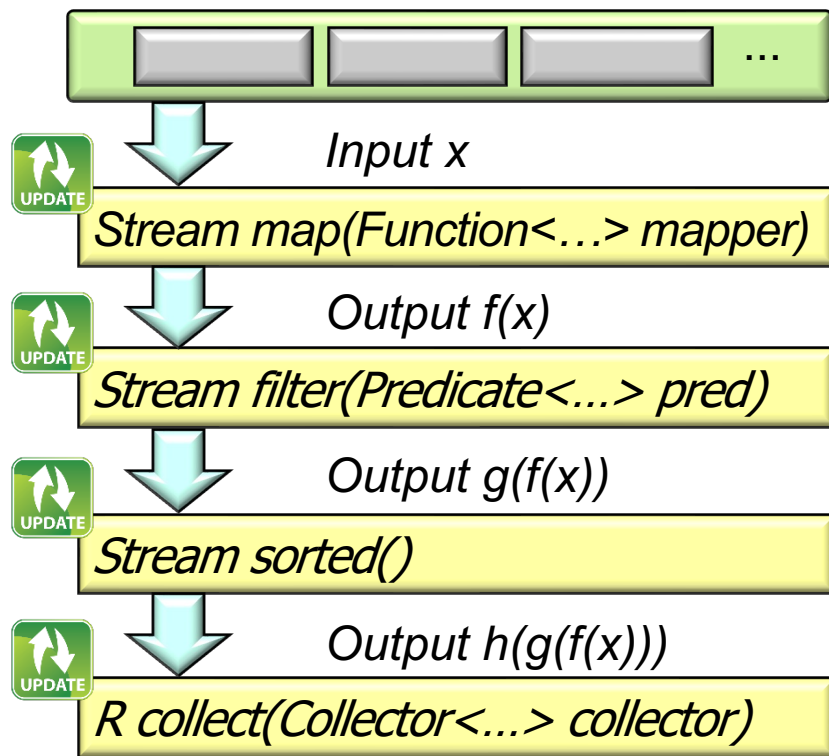 ...
Input x
UPDATE
Stream map(Function<...> mapper)
Output f(x)
UPDATE
Stream filter(Predicate<...> pred)
Output g(f(x))
UPDATE
Stream sorted()
Output h(g(f(x)))
UPDATE
R collect(Collector<...> collector)